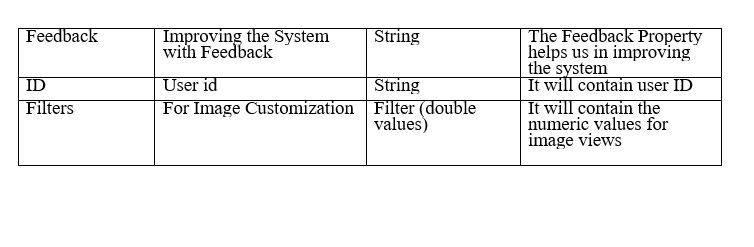 Feedback
Improving the System
with Feedback
String
The Feedback Property
helps us in improving
the system
ID
User id
String
It will contain user ID
Filters
For Image Customization
Filter (double
values)
It will contain the
numeric values for
image views